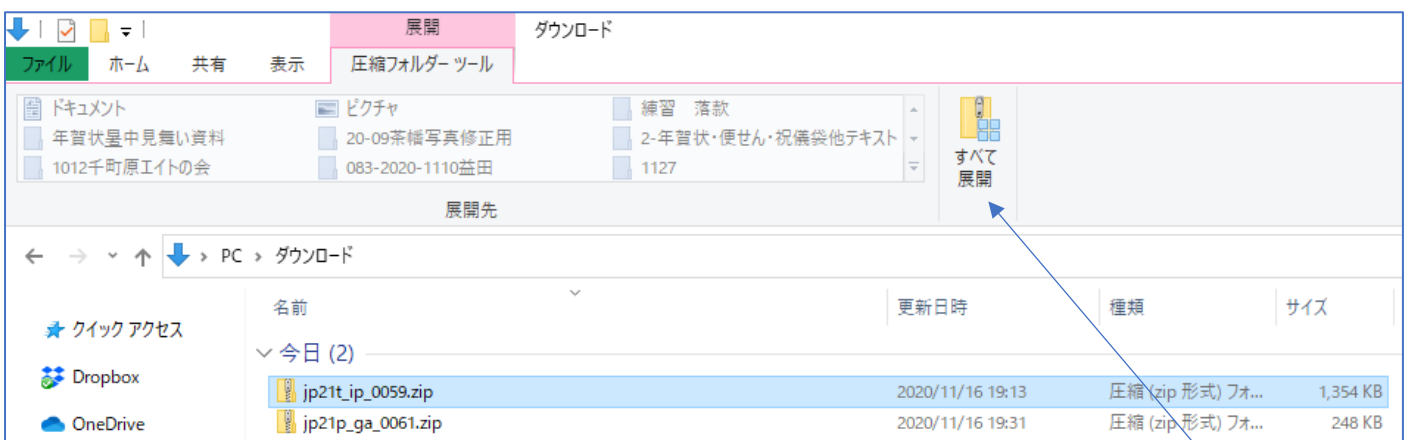 展開 ダウンロード
ファイル ホーム 共有 表示 圧縮フォルダー ツール
ドキュメント ピクチャ 練習 落款
年賀状暑中見舞い資料 20-09茶幡写真修正用 2-年賀状・便せん・祝儀袋他テキスト
1012千町原エイトの会 083-2020-1110益田 1127
すべて
展開
展開先
PC › ダウンロード
名前 更新日時 種類 サイズ
クイック アクセス
今日 (2)
Dropbox
jp21t_ip_0059.zip 2020/11/16 19:13 圧縮 (zip 形式) フォ... 1,354 KB
OneDrive
jp21p_ga_0061.zip 2020/11/16 19:31 圧縮 (zip 形式) フォ... 248 KB